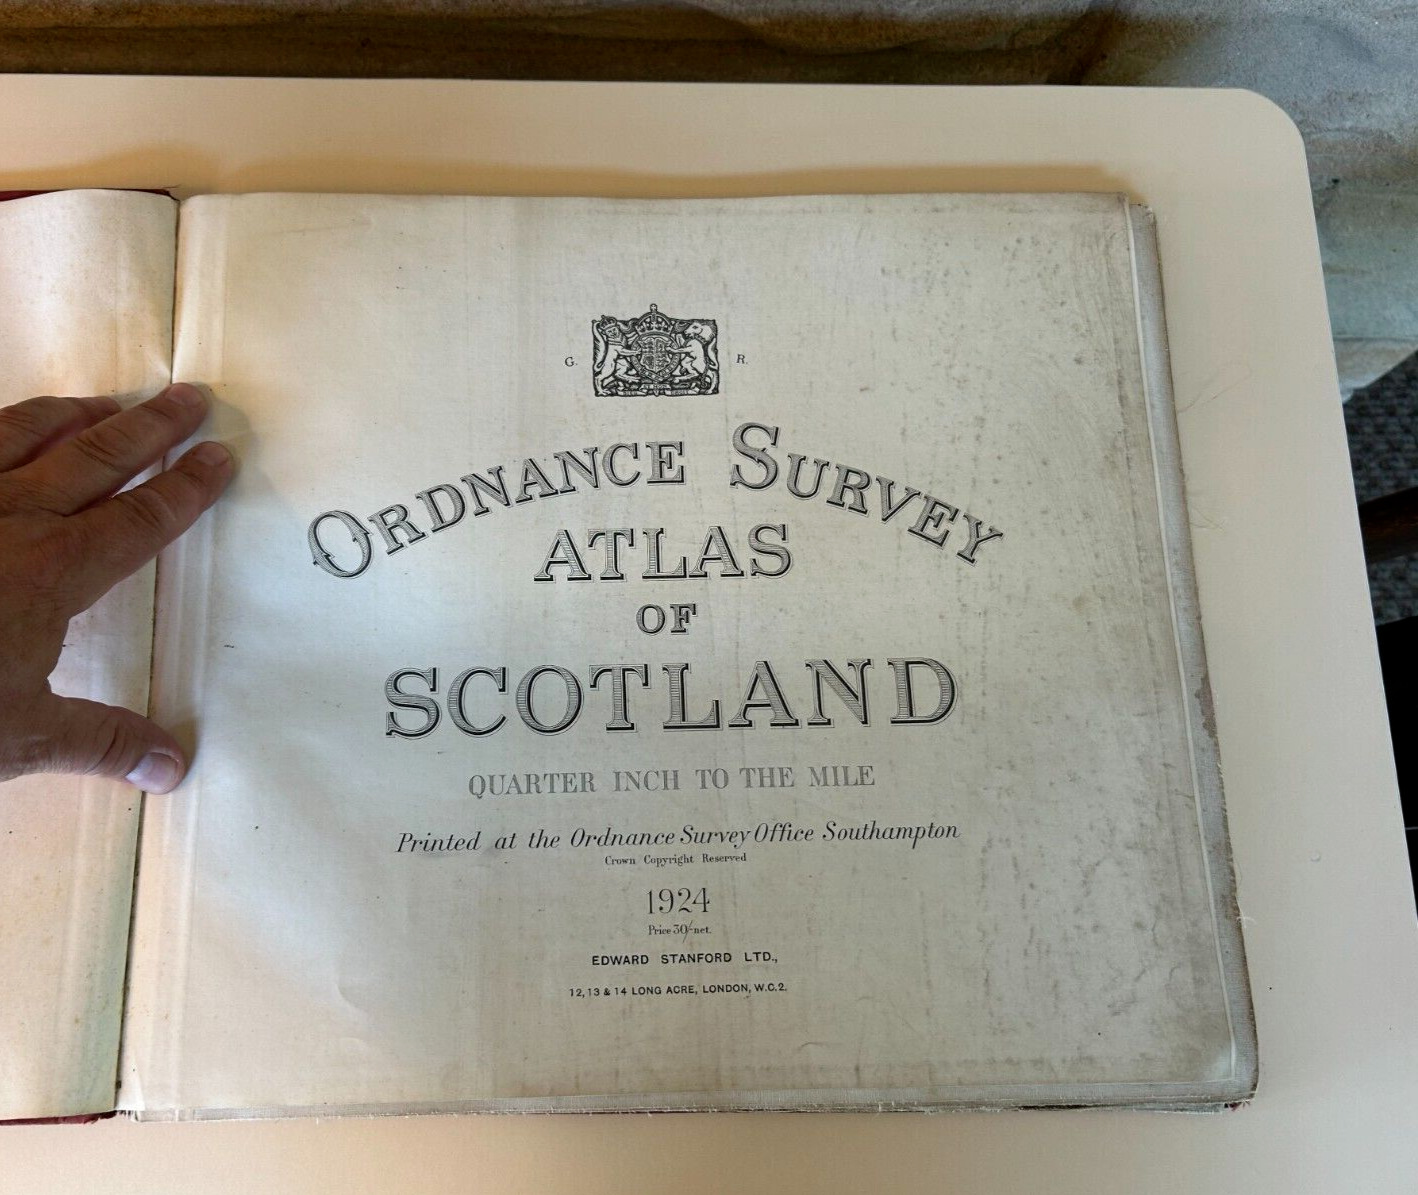 G. R.
ORDNANCE SURVEY
ATLAS
OF
SCOTLAND
QUARTER INCH TO THE MILE
Printed at the Ordnance Survey Office Southampton
Crown Copyright Reserved
1924
Price 30/- net.
EDWARD STANFORD LTD.,
12, 13 & 14 LONG ACRE, LONDON, W.C.2.